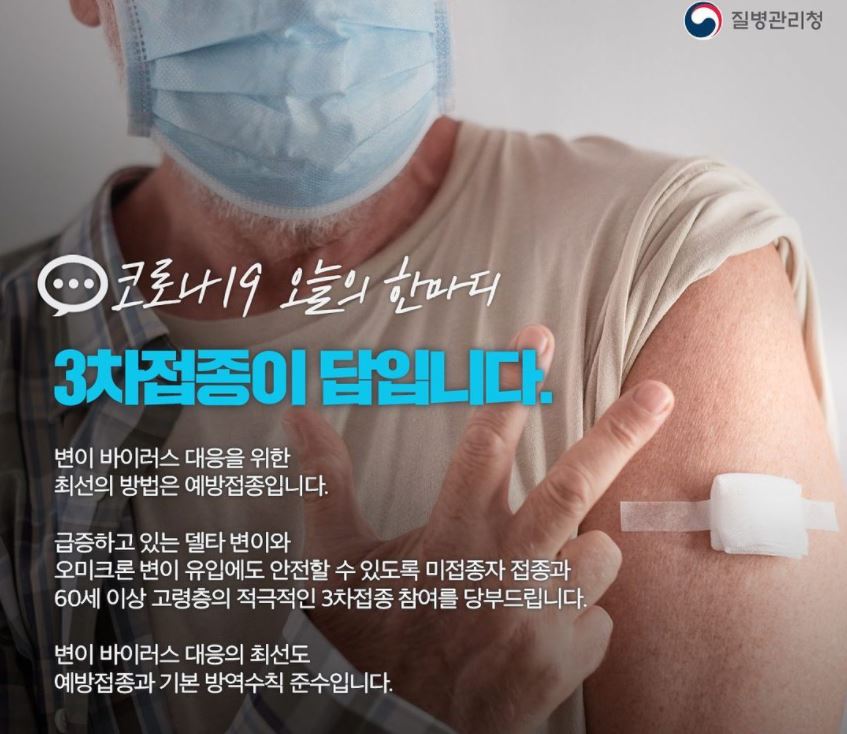 질병관리청
코로나19 오늘의 한마디
3차접종이 답입니다.
변이 바이러스 대응을 위한
최선의 방법은 예방접종입니다.
급증하고 있는 델타 변이와
오미크론 변이 유입에도 안전할 수 있도록 미접종자 접종과
60세 이상 고령층의 적극적인 3차접종 참여를 당부드립니다.
변이 바이러스 대응의 최선도
예방접종과 기본 방역수칙 준수입니다.